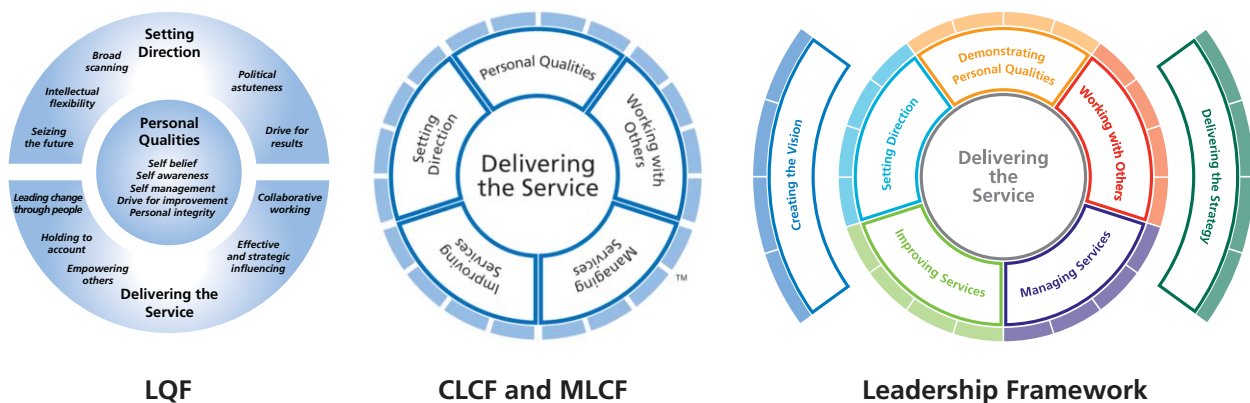 Setting
Direction
Broad
scanning
Political
astuteness
Intellectual
flexibility
Seizing
the future
Drive for
results
Personal
Qualities
Self belief
Self awareness
Self management
Drive for improvement
Personal integrity
Leading change
through people
Collaborative
working
Holding to
account
Effective
and strategic
influencing
Empowering
others
Delivering the
Service
LQF
Personal Qualities
Working with
Others
Setting
Direction
Delivering
the Service
Improving
Services
Managing
Services
TM
CLCF and MLCF
Creating the Vision
Demonstrating
Personal Qualities
Setting Direction
Working with Others
Delivering
the
Service
Improving Services
Managing Services
Delivering the Strategy
Leadership Framework